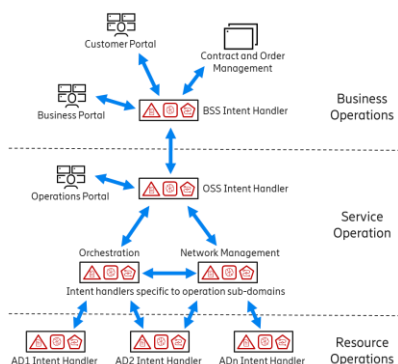 Customer Portal
Contract and Order
Management
Business Portal
BSS Intent Handler
Business
Operations
Operations Portal
OSS Intent Handler
Service
Operation
Orchestration
Network Management
Intent handlers specific to operation sub-domains
AD1 Intent Handler
AD2 Intent Handler
ADn Intent Handler
Resource
Operations